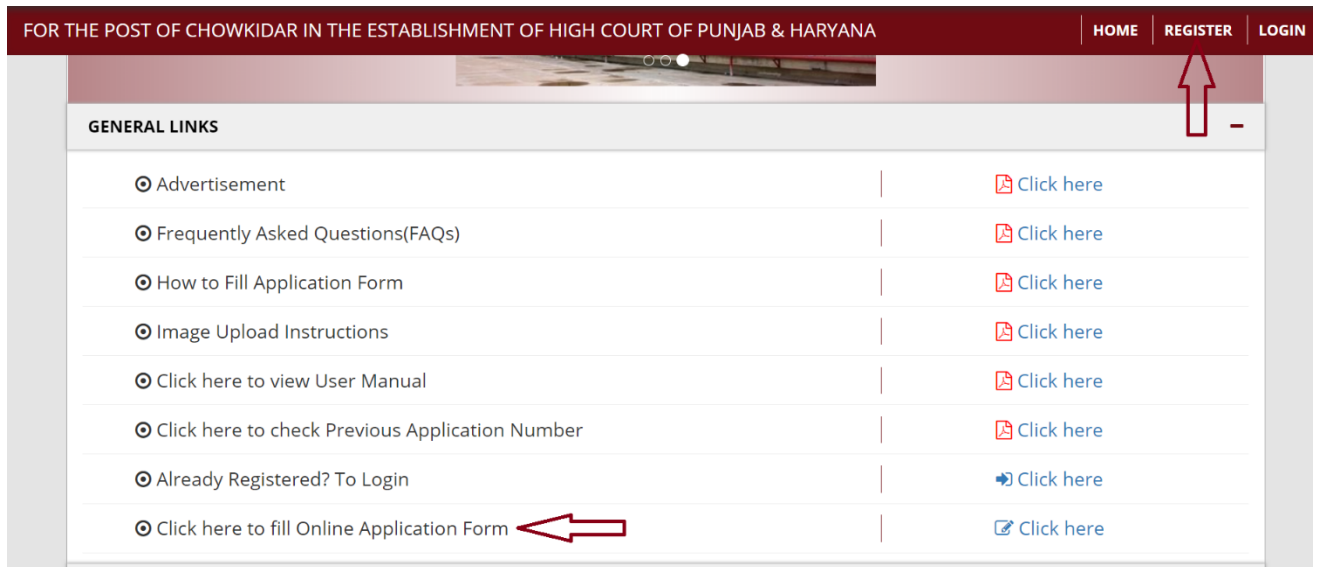 FOR THE POST OF CHOWKIDAR IN THE ESTABLISHMENT OF HIGH COURT OF PUNJAB & HARYANA HOME REGISTER LOGIN
GENERAL LINKS
Advertisement Click here
Frequently Asked Questions(FAQs) Click here
How to Fill Application Form Click here
Image Upload Instructions Click here
Click here to view User Manual Click here
Click here to check Previous Application Number Click here
Already Registered? To Login Click here
Click here to fill Online Application Form Click here